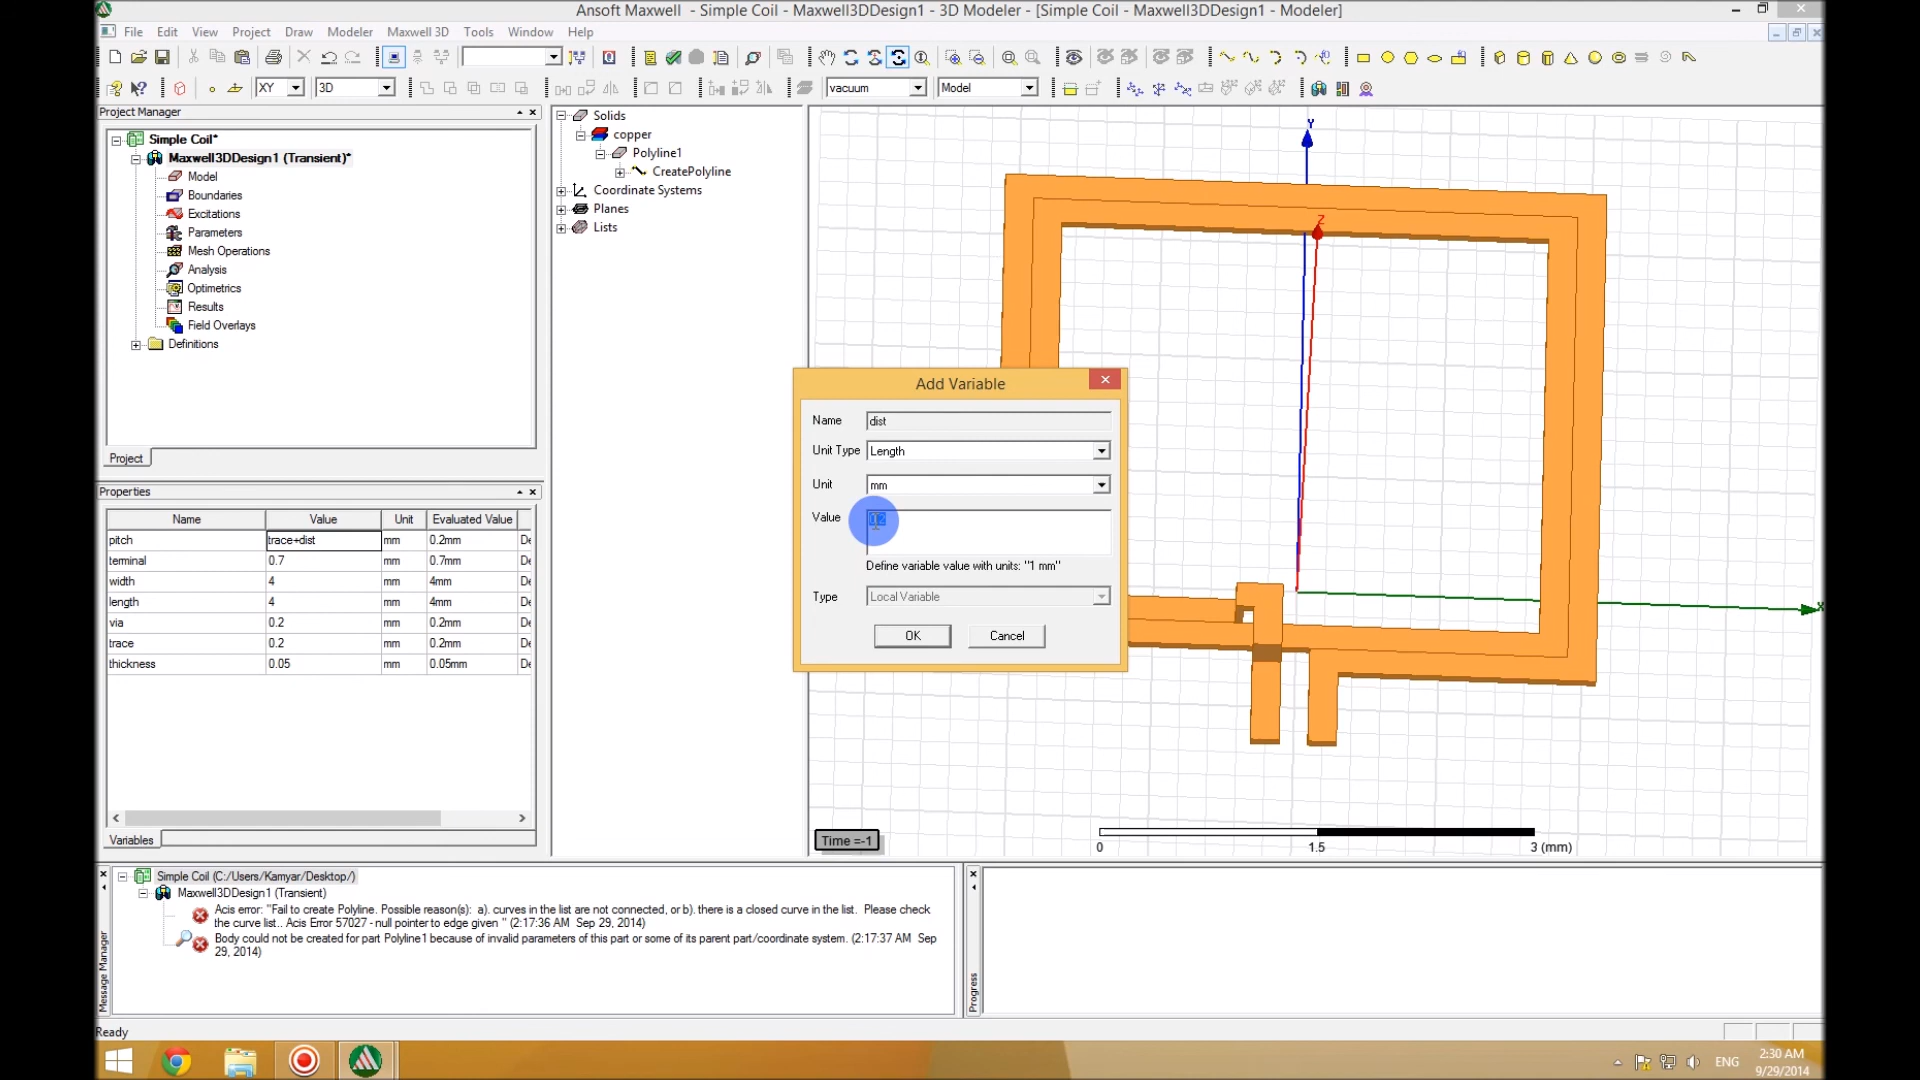 Ansoft Maxwell - Simple Coil - Maxwell3DDesign1 - 3D Modeler - [Simple Coil - Maxwell3DDesign1 - Modeler]
File Edit View Project Draw Modeler Maxwell 3D Tools Window Help
XY 3D vacuum Model
Project Manager
Simple Coil*
Maxwell3DDesign1 (Transient)*
Model
Boundaries
Excitations
Parameters
Mesh Operations
Analysis
Optimetrics
Results
Field Overlays
Definitions
Project
Solids
copper
Polyline1
CreatePolyline
Coordinate Systems
Planes
Lists
Properties
Name Value Unit Evaluated Value
pitch trace+dist mm 0.2mm De
terminal 0.7 mm 0.7mm De
width 4 mm 4mm De
length 4 mm 4mm De
via 0.2 mm 0.2mm De
trace 0.2 mm 0.2mm De
thickness 0.05 mm 0.05mm De
Variables
Y
Z
X
Add Variable
Name dist
Unit Type Length
Unit mm
Value
Define variable value with units: "1 mm"
Type Local Variable
OK Cancel
Time =-1
0 1.5 3 (mm)
Simple Coil (C:/Users/Kamyar/Desktop/)
Maxwell3DDesign1 (Transient)
Acis error: "Fail to create Polyline. Possible reason(s): a). curves in the list are not connected, or b). there is a closed curve in the list. Please check
the curve list.. Acis Error 57027 - null pointer to edge given " (2:17:36 AM Sep 29, 2014)
Body could not be created for part Polyline1 because of invalid parameters of this part or some of its parent part/coordinate system. (2:17:37 AM Sep
29, 2014)
Message Manager
Progress
Ready
ENG
2:30 AM
9/29/2014